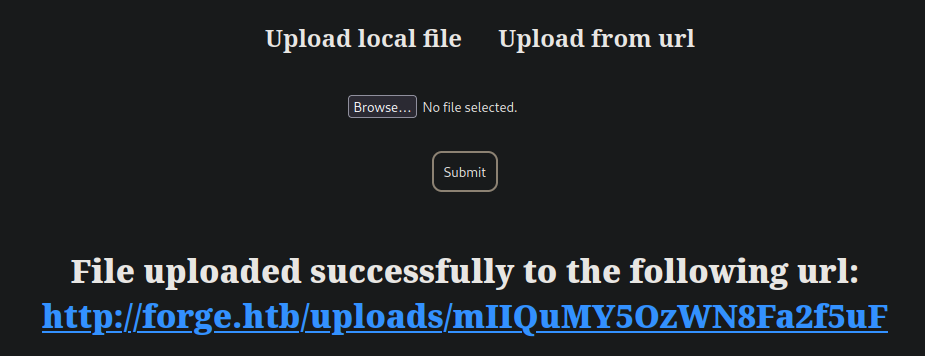 Upload local file Upload from url
Browse... No file selected.
Submit
File uploaded successfully to the following url:
http://forge.htb/uploads/mIIQuMY5OzWN8Fa2f5uF